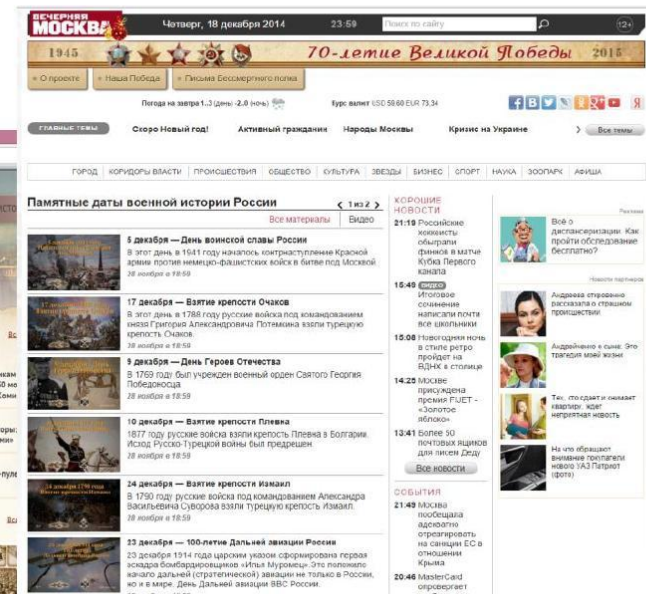 ВЕЧЕРНЯЯ
МОСКВА
Четверг, 18 декабря 2014
23:59
Поиск по сайту
12+
1945
70-летие Великой Победы
2015
О проекте
Наша Победа
Письма Бессмертного полка
Погода на завтра 1..3 (день) -2..0 (ночь)
Курс валют USD 59.60 EUR 73.34
ГЛАВНЫЕ ТЕМЫ
Скоро Новый год!
Активный гражданин
Народы Москвы
Кризис на Украине
Все темы
ГОРОД
КОРИДОРЫ ВЛАСТИ
ПРОИСШЕСТВИЯ
ОБЩЕСТВО
КУЛЬТУРА
ЗВЕЗДЫ
БИЗНЕС
СПОРТ
НАУКА
ЗООПАРК
АФИША
Памятные даты военной истории России
1 из 2
Все материалы
Видео
5 декабря — День воинской славы России
В этот день в 1941 году началось контрнаступление Красной
армии против немецко-фашистских войск в битве под Москвой.
28 ноября в 18:59
17 декабря — Взятие крепости Очаков
В этот день в 1788 году русские войска под командованием
князя Григория Александровича Потемкина взяли турецкую
крепость Очаков.
28 ноября в 18:59
9 декабря — День Героев Отечества
В 1769 году был учрежден военный орден Святого Георгия
Победоносца
28 ноября в 18:59
10 декабря — Взятие крепости Плевна
1877 году русские войска взяли крепость Плевна в Болгарии.
Исход Русско-Турецкой войны был предрешен.
28 ноября в 18:59
24 декабря — Взятие крепости Измаил
В 1790 году русские войска под командованием Александра
Васильевича Суворова взяли турецкую крепость Измаил.
28 ноября в 18:59
23 декабря — 100-летие Дальней авиации России
23 декабря 1914 года царским указом сформирована первая
эскадра бомбардировщиков «Илья Муромец». Это положило
начало дальней (стратегической) авиации не только в России,
но и в мире. День Дальней авиации ВВС России.
ХОРОШИЕ
НОВОСТИ
21:19 Российские
хоккеисты
обыграли
финнов в матче
Кубка Первого
канала
15:49 ВИДЕО
Итоговое
сочинение
написали почти
все школьники
15:06 Новогодняя ночь
в стиле ретро
пройдет на
ВДНХ в столице
14:25 Москве
присуждена
премия FIJET -
«Золотое
яблоко»
13:41 Более 50
почтовых ящиков
для писем Деду
Все новости
СОБЫТИЯ
21:49 Москва
пообещала
адекватно
отреагировать
на санкции ЕС в
отношении
Крыма
20:46 MasterCard
опровергает
Реклама
Всё о
диспансеризации. Как
пройти обследование
бесплатно?
Новости партнеров
Андреева откровенно
рассказала о страшном
происшествии
Андрейченко о сыне: Это
трагедия моей жизни
Тех, кто сдает и снимает
квартиру, ждет
неприятная новость
На что обращают
внимание покупатели
нового УАЗ Патриот
(фото)